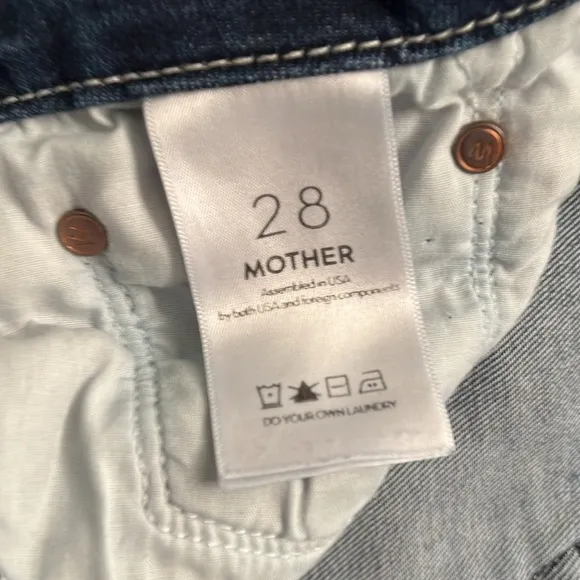 28
MOTHER
Assembled in USA
by both USA and foreign components
DO YOUR OWN LAUNDRY